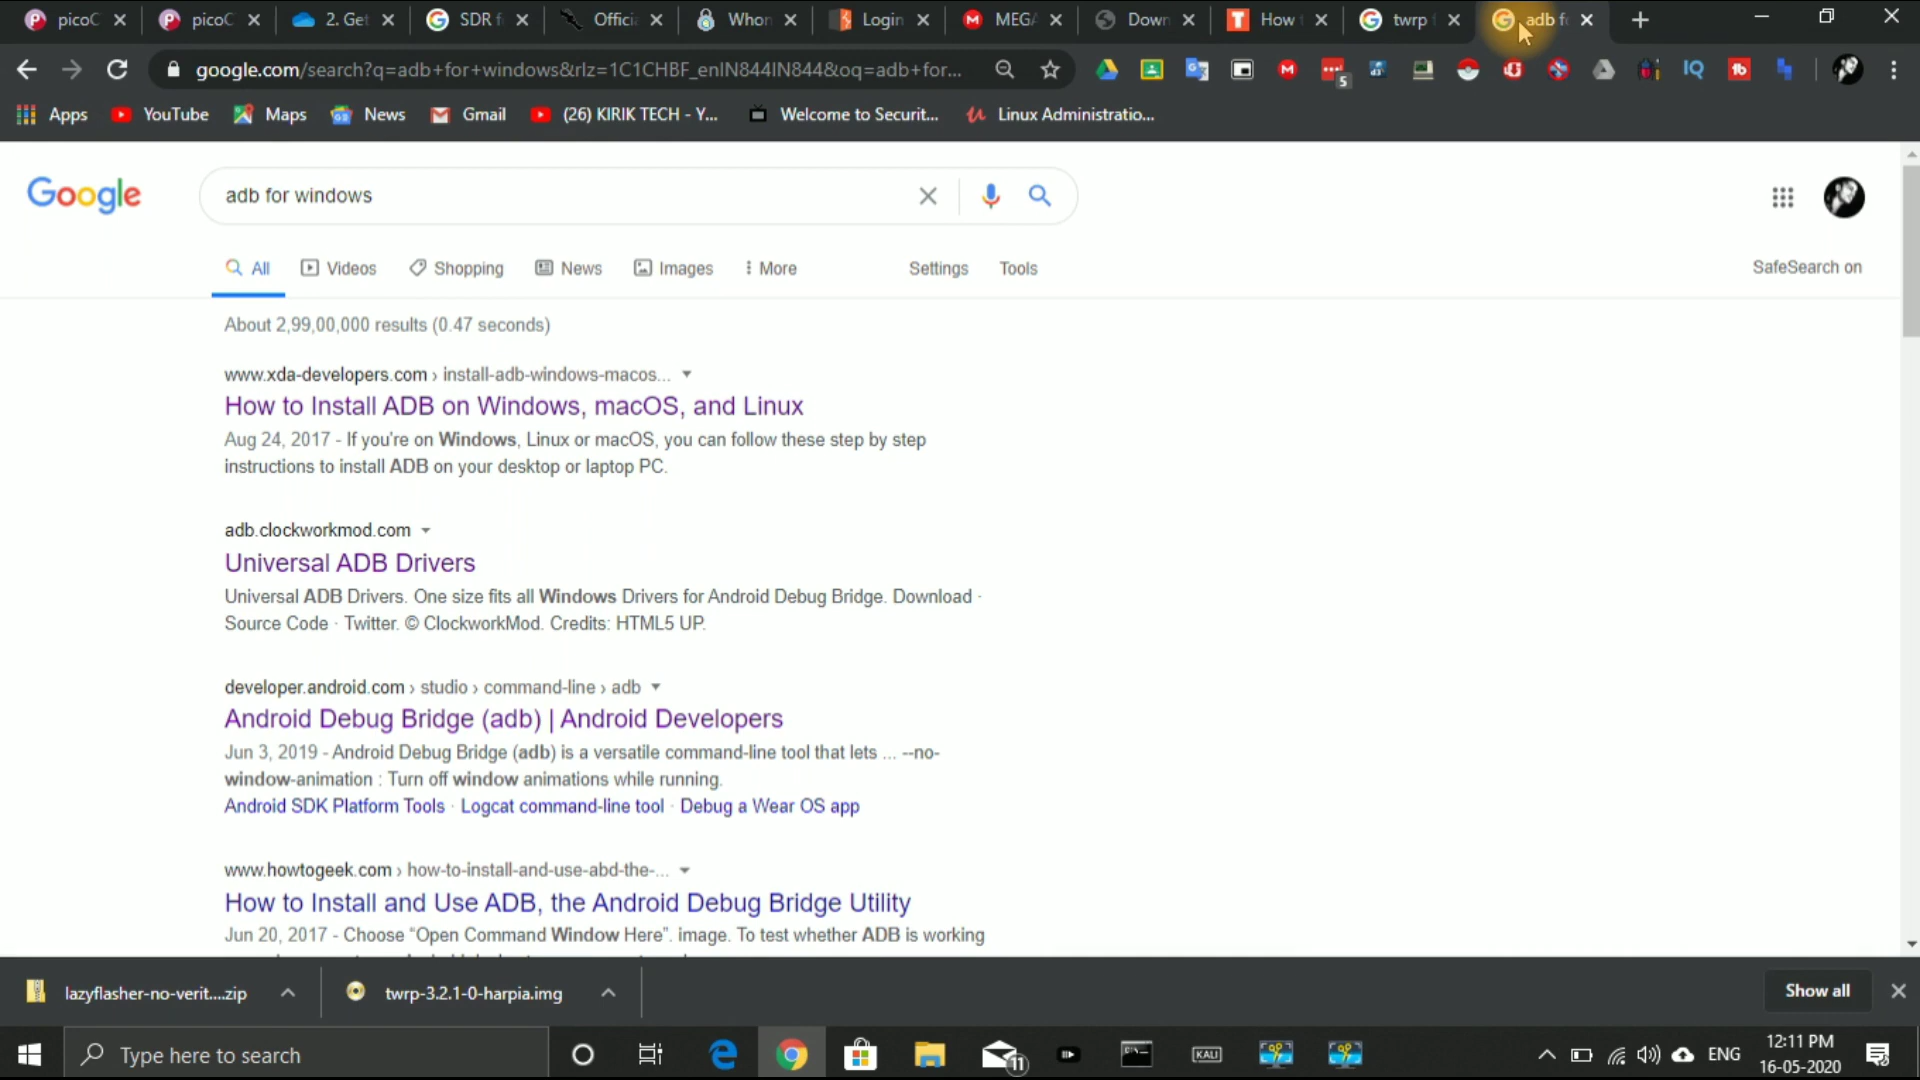 picoC
picoC
2. Get
SDR f
Officia
Whon
Login
MEGA
Down
How t
twrp f
adb f
google.com/search?q=adb+for+windows&rlz=1C1CHBF_enIN844IN844&oq=adb+for...
5
IQ
Apps
YouTube
Maps
News
Gmail
(26) KIRIK TECH - Y...
Welcome to Securit...
Linux Administratio...
Google
adb for windows
All
Videos
Shopping
News
Images
More
Settings
Tools
SafeSearch on
About 2,99,00,000 results (0.47 seconds)
www.xda-developers.com › install-adb-windows-macos...
How to Install ADB on Windows, macOS, and Linux
Aug 24, 2017 - If you're on Windows, Linux or macOS, you can follow these step by step
instructions to install ADB on your desktop or laptop PC.
adb.clockworkmod.com
Universal ADB Drivers
Universal ADB Drivers. One size fits all Windows Drivers for Android Debug Bridge. Download ·
Source Code · Twitter. © ClockworkMod. Credits: HTML5 UP.
developer.android.com › studio › command-line › adb
Android Debug Bridge (adb) | Android Developers
Jun 3, 2019 - Android Debug Bridge (adb) is a versatile command-line tool that lets ... --no-
window-animation : Turn off window animations while running.
Android SDK Platform Tools · Logcat command-line tool · Debug a Wear OS app
www.howtogeek.com › how-to-install-and-use-abd-the-...
How to Install and Use ADB, the Android Debug Bridge Utility
Jun 20, 2017 - Choose “Open Command Window Here”. image. To test whether ADB is working
lazyflasher-no-verit....zip
twrp-3.2.1-0-harpia.img
Show all
Type here to search
11
KALI
ENG
12:11 PM
16-05-2020